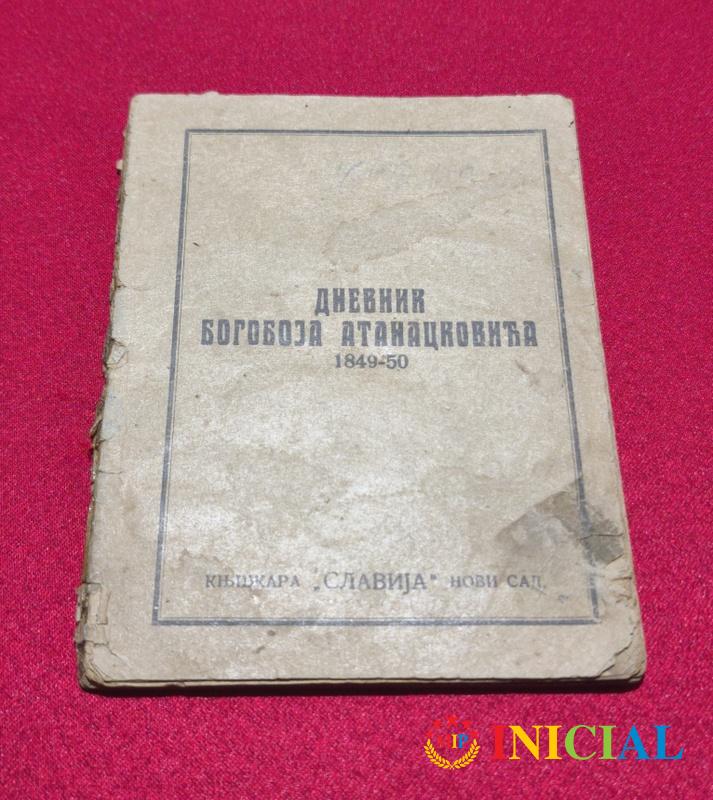 ДНЕВНИК
БОГОБОЈА АТАНАЦКОВИЋА
1849-50
КЊИЖАРА „СЛАВИЈА" НОВИ САД
INICIAL